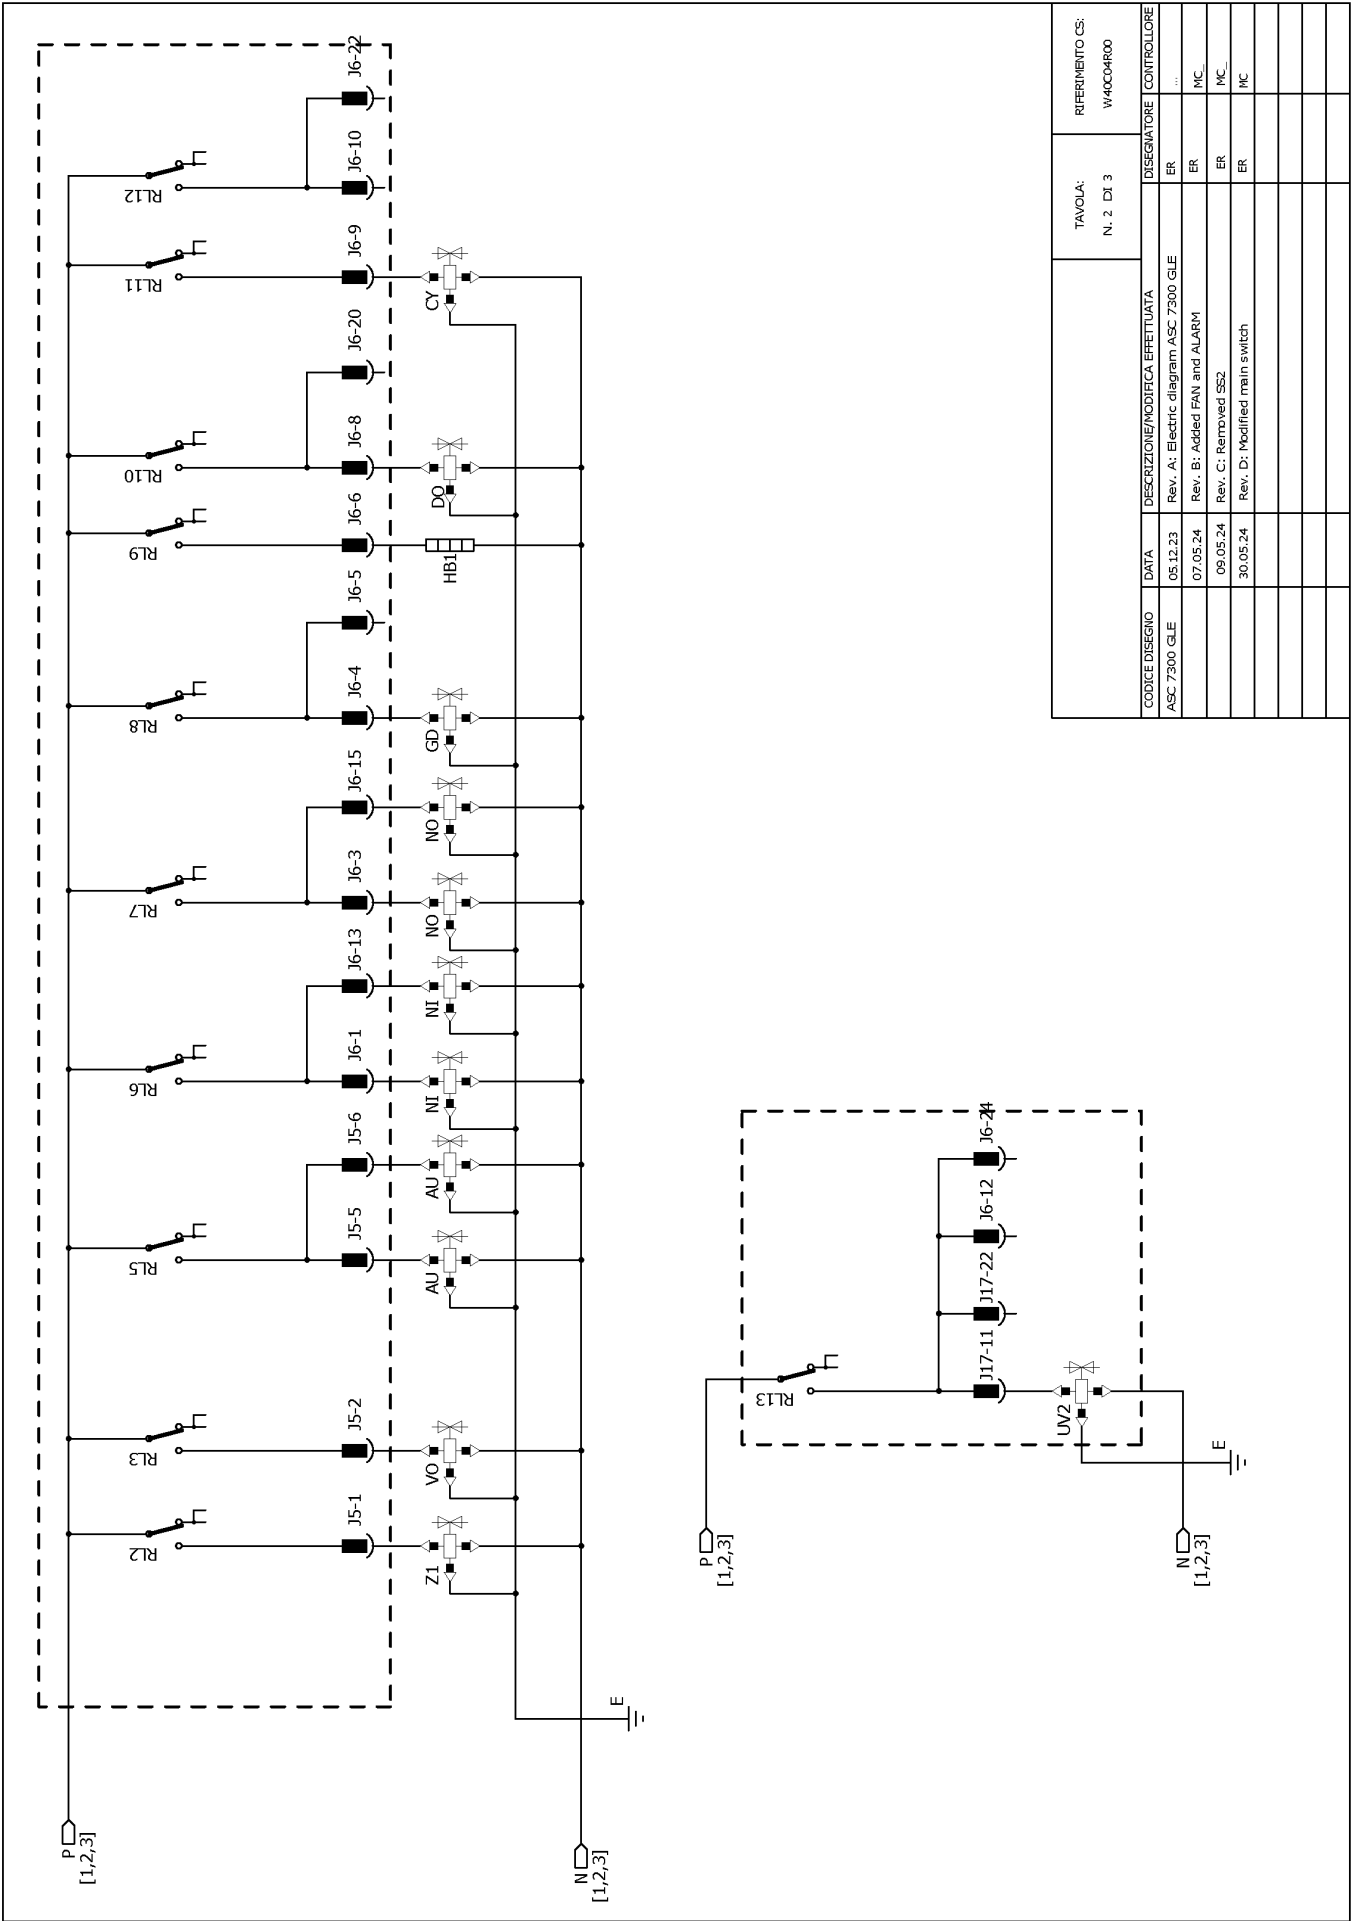 P
[1,2,3]
RL2
RL3
RL5
RL6
RL7
RL8
RL9
RL10
RL11
RL12
J5-1
J5-2
J5-5
J5-6
J6-1
J6-13
J6-3
J6-15
J6-4
J6-5
J6-6
J6-8
J6-20
J6-9
J6-10
J6-22
Z1
VO
AU
AU
NI
NI
NO
NO
GD
HB1
DO
CY
E
N
[1,2,3]
P
[1,2,3]
RL13
J17-11
J17-22
J6-12
J6-24
UV2
E
N
[1,2,3]
TAVOLA:
N. 2 DI 3
RIFERIMENTO CS:
W40C04R00
CODICE DISEGNO DATA DESCRIZIONE/MODIFICA EFFETTUATA DISEGNATORE CONTROLLORE
ASC 7300 GLE 05.12.23 Rev. A: Electric diagram ASC 7300 GLE ER ...
07.05.24 Rev. B: Added FAN and ALARM ER MC_
09.05.24 Rev. C: Removed SS2 ER MC_
30.05.24 Rev. D: Modified main switch ER MC